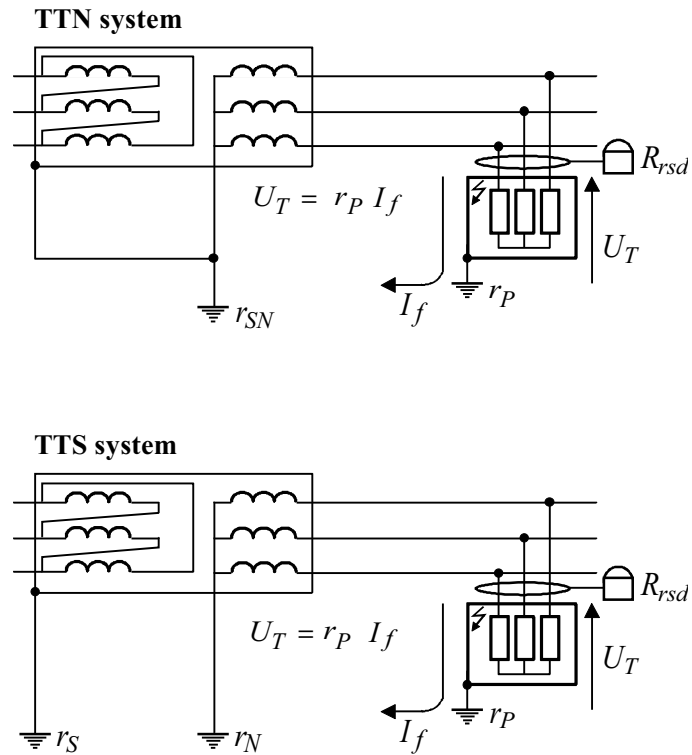 TTN system
R_rsd
U_T = r_P I_f
U_T
I_f
r_P
r_SN
TTS system
R_rsd
U_T = r_P I_f
U_T
I_f
r_P
r_S
r_N